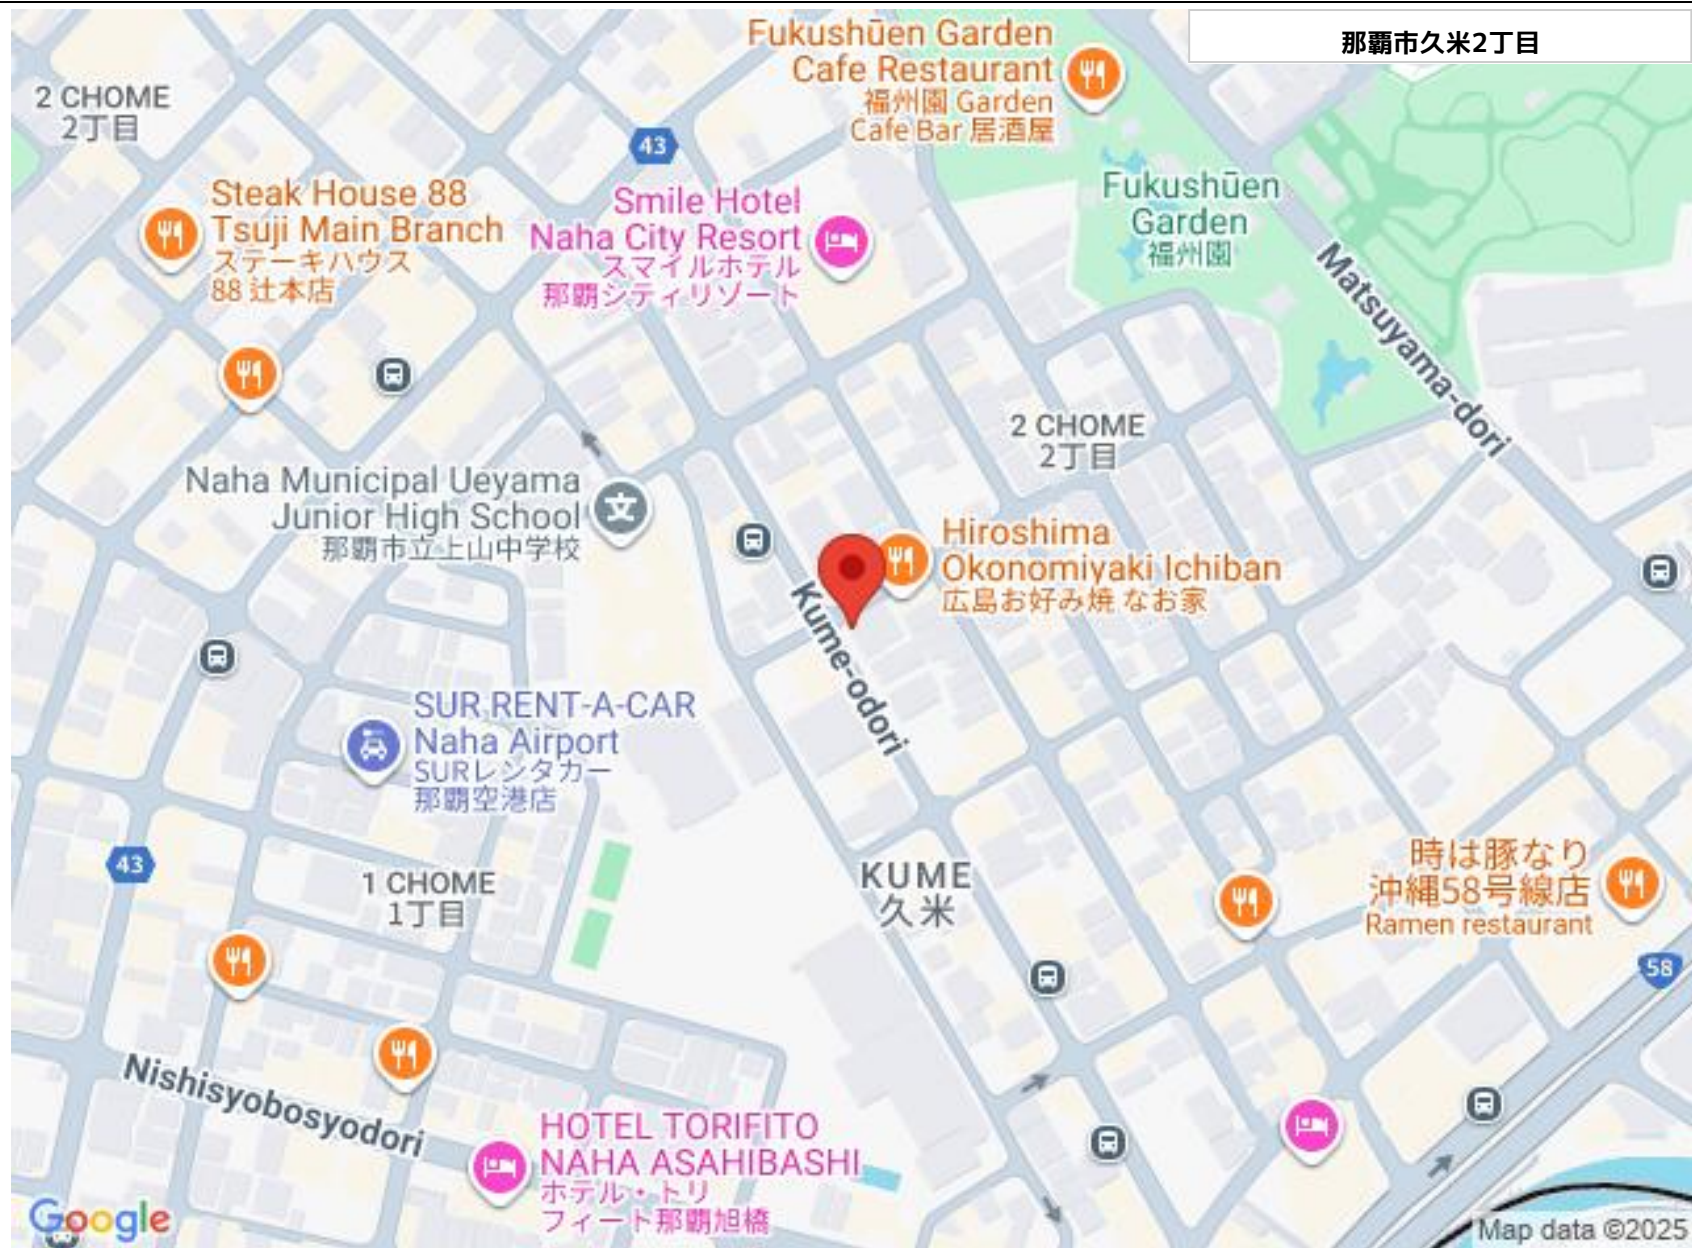 那覇市久米2丁目
Fukushūen Garden
Cafe Restaurant
福州園 Garden
Cafe Bar 居酒屋
2 CHOME
2丁目
43
Steak House 88
Tsuji Main Branch
ステーキハウス
88 辻本店
Smile Hotel
Naha City Resort
スマイルホテル
那覇シティリゾート
Fukushūen
Garden
福州園
Matsuyama-dori
2 CHOME
2丁目
Naha Municipal Ueyama
Junior High School
那覇市立上山中学校
文
Hiroshima
Okonomiyaki Ichiban
広島お好み焼 なお家
Kume-odori
SUR RENT-A-CAR
Naha Airport
SURレンタカー
那覇空港店
43
1 CHOME
1丁目
KUME
久米
時は豚なり
沖縄58号線店
Ramen restaurant
58
Nishisyobosyodori
HOTEL TORIFITO
NAHA ASAHIBASHI
ホテル・トリ
フィート那覇旭橋
Google
Map data ©2025